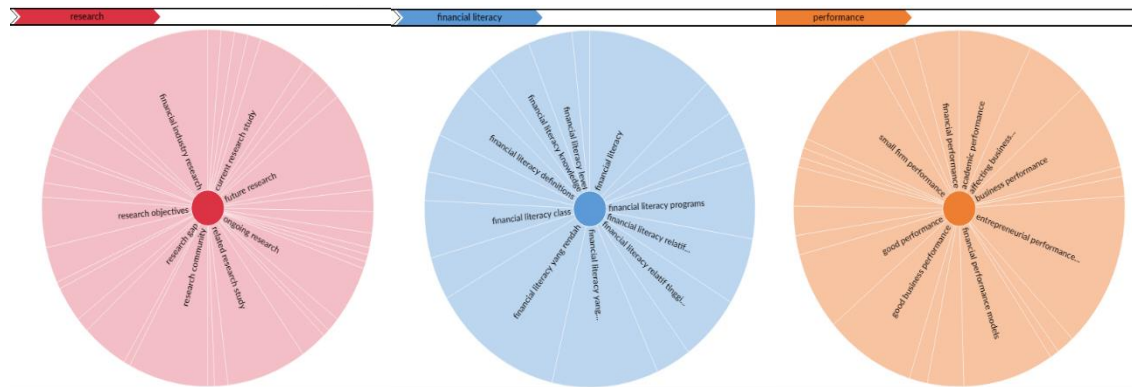 research
financial literacy
performance
financial industry research
current research study
future research
ongoing research
related research study
research community
research gap
research objectives
financial literacy level
financial literacy
financial literacy programs
financial literacy relatif...
financial literacy relatif tinggi...
financial literacy yang...
financial literacy yang rendah
financial literacy class
financial literacy definitions
financial literacy knowledge
financial performance
academic performance
affecting business...
business performance
entrepreneurial performance...
financial performance models
good business performance
good performance
small firm performance